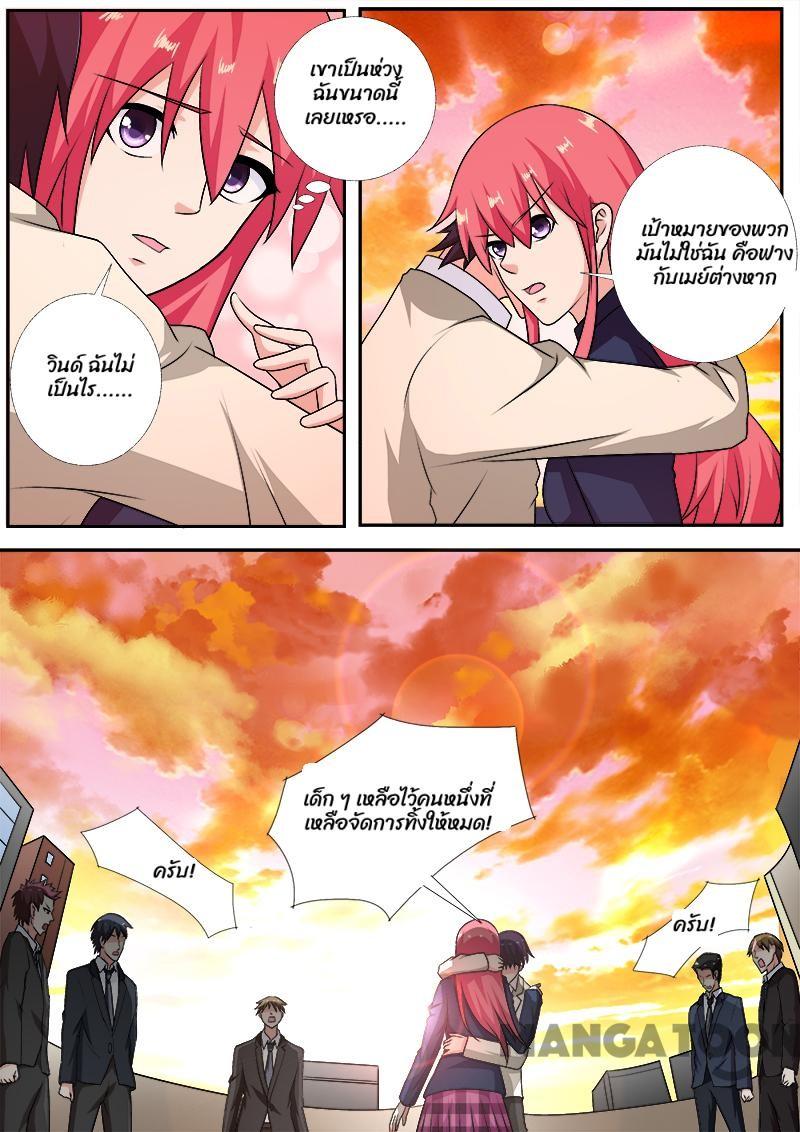 เขาเป็นห่วง
ฉันขนาดนี้
เลยเหรอ.....
วินด์ ฉันไม่
เป็นไร......
เป้าหมายของพวก
มันไม่ใช่ฉัน คือฟาง
กับเมย์ต่างหาก
เด็ก ๆ เหลือไว้คนหนึ่งที่
เหลือจัดการทิ้งให้หมด!
ครับ!
ครับ!
MANGATOON